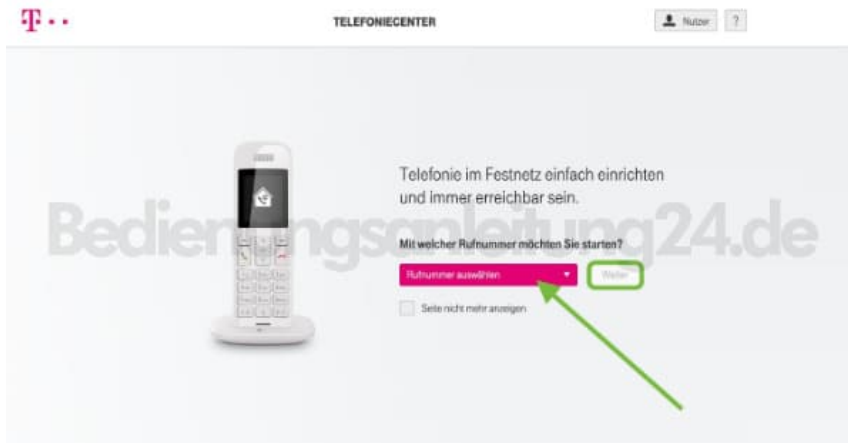 T
TELEFONIECENTER
Nutzer
?
Telefonie im Festnetz einfach einrichten
und immer erreichbar sein.
Bedienungsanleitung24.de
Mit welcher Rufnummer möchten Sie starten?
Rufnummer auswählen
Weiter
Seite nicht mehr anzeigen